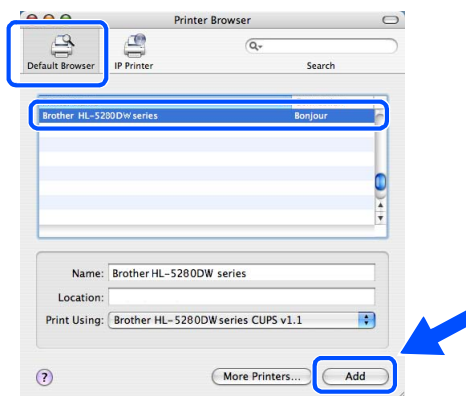 Printer Browser
Default Browser IP Printer Search
Brother HL-5280DW series Bonjour
Name: Brother HL-5280DW series
Location:
Print Using: Brother HL-5280DW series CUPS v1.1
? More Printers... Add